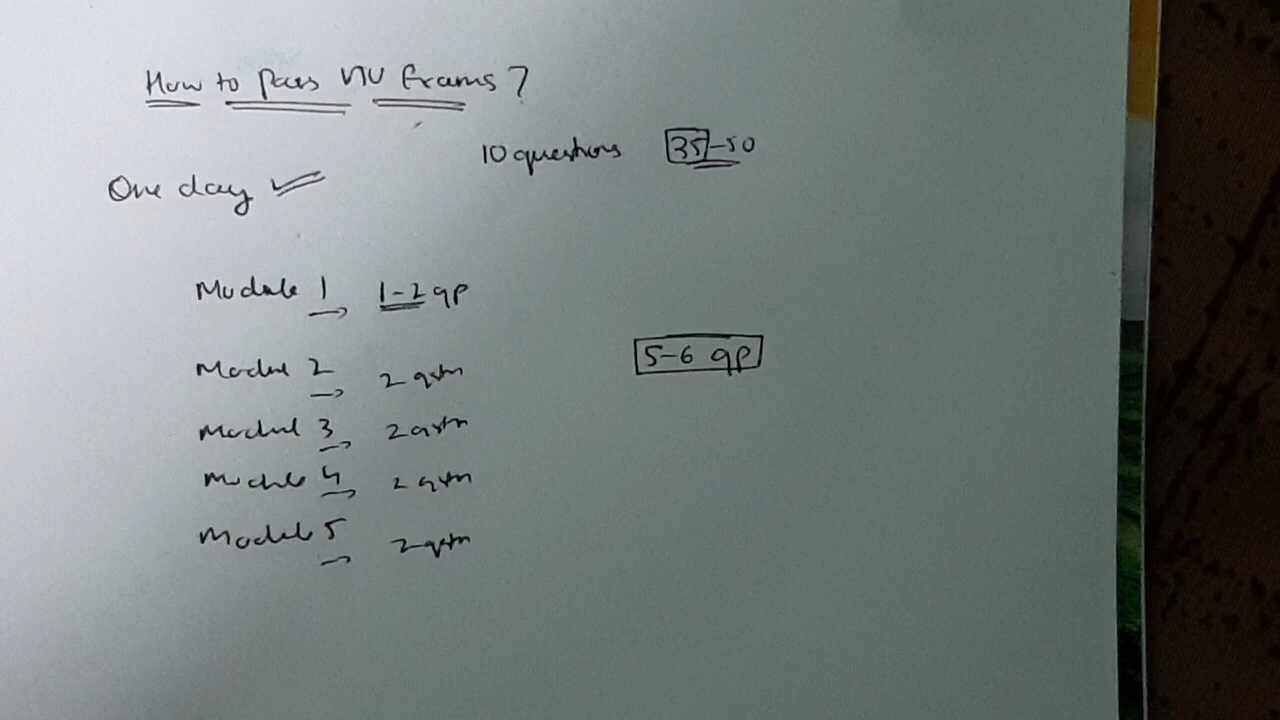 How to Pass VTU Exams ?
10 questions 35-50
One day
Module 1 → 1-2 qp
5-6 qp
Module 2 → 2 qstn
Module 3 → 2 qstn
Module 4 → 2 qstn
Module 5 → 2 qstn